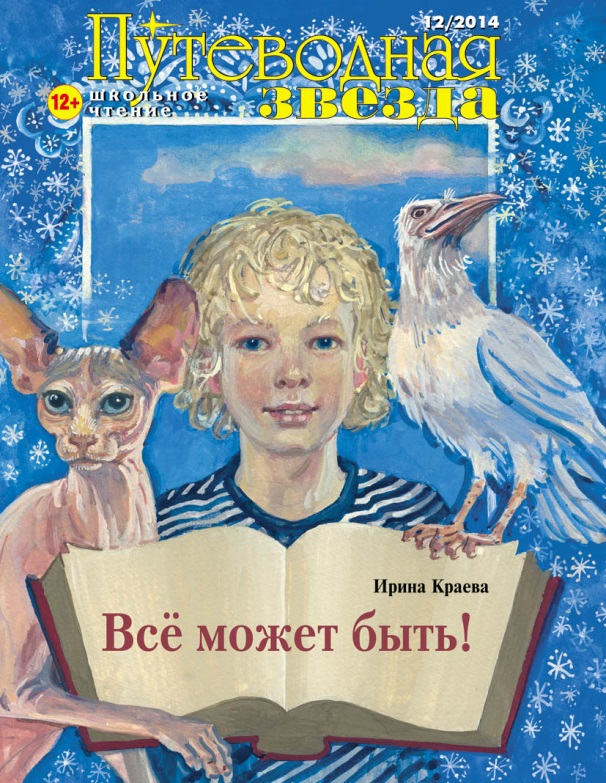 12/2014
Путеводная
звезда
12+
школьное
чтение
Ирина Краева
Всё может быть!